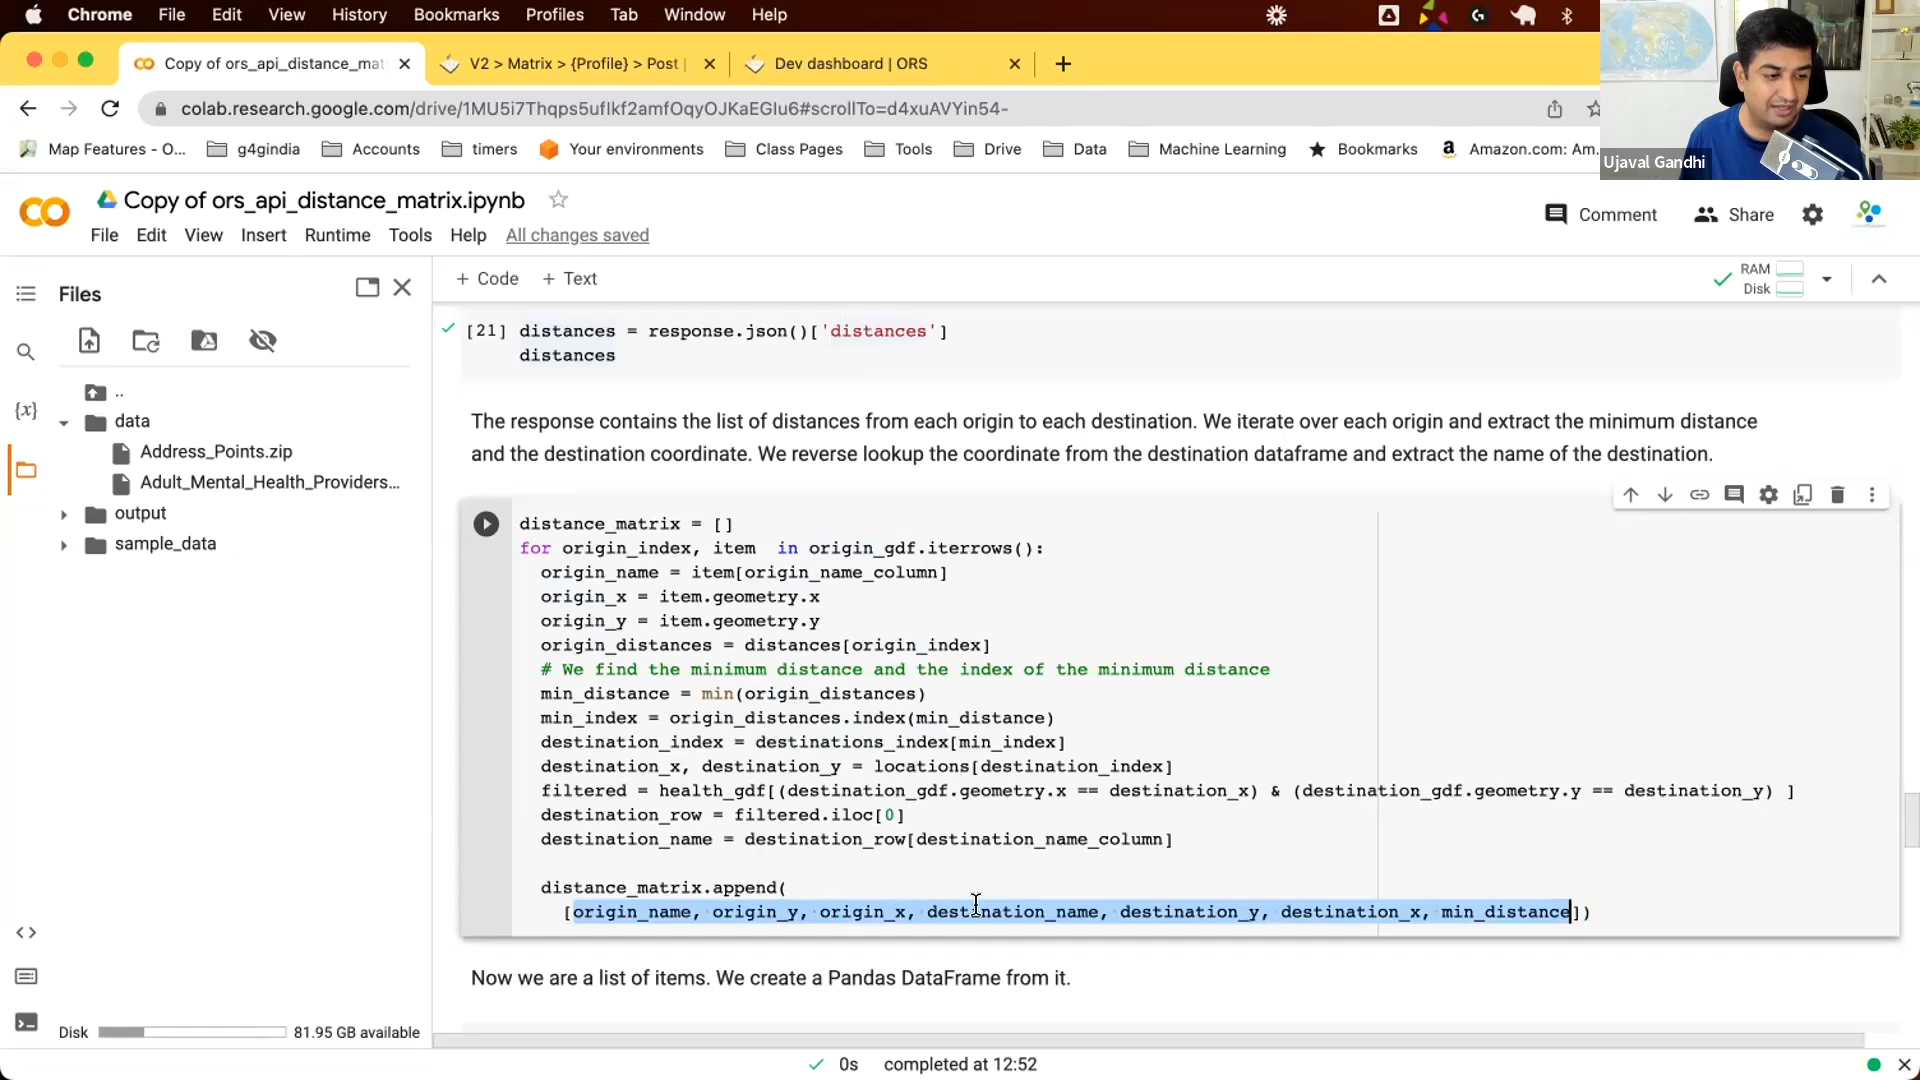 Chrome File Edit View History Bookmarks Profiles Tab Window Help
Copy of ors_api_distance_mat V2 > Matrix > {Profile} > Post | Dev dashboard | ORS
colab.research.google.com/drive/1MU5i7Thqps5uflkf2amfOqyOJKaEGIu6#scrollTo=d4xuAVYin54-
Map Features - O... g4gindia Accounts timers Your environments Class Pages Tools Drive Data Machine Learning Bookmarks Amazon.com: Am.
Ujaval Gandhi
Copy of ors_api_distance_matrix.ipynb
File Edit View Insert Runtime Tools Help All changes saved
Comment Share
Files
+ Code + Text
RAM
Disk
..
data
Address_Points.zip
Adult_Mental_Health_Providers...
output
sample_data
[21] distances = response.json()['distances']
distances
The response contains the list of distances from each origin to each destination. We iterate over each origin and extract the minimum distance
and the destination coordinate. We reverse lookup the coordinate from the destination dataframe and extract the name of the destination.
distance_matrix = []
for origin_index, item  in origin_gdf.iterrows():
origin_name = item[origin_name_column]
origin_x = item.geometry.x
origin_y = item.geometry.y
origin_distances = distances[origin_index]
# We find the minimum distance and the index of the minimum distance
min_distance = min(origin_distances)
min_index = origin_distances.index(min_distance)
destination_index = destinations_index[min_index]
destination_x, destination_y = locations[destination_index]
filtered = health_gdf[(destination_gdf.geometry.x == destination_x) & (destination_gdf.geometry.y == destination_y) ]
destination_row = filtered.iloc[0]
destination_name = destination_row[destination_name_column]
distance_matrix.append(
[origin_name, origin_y, origin_x, destination_name, destination_y, destination_x, min_distance])
Now we are a list of items. We create a Pandas DataFrame from it.
Disk 81.95 GB available
0s completed at 12:52